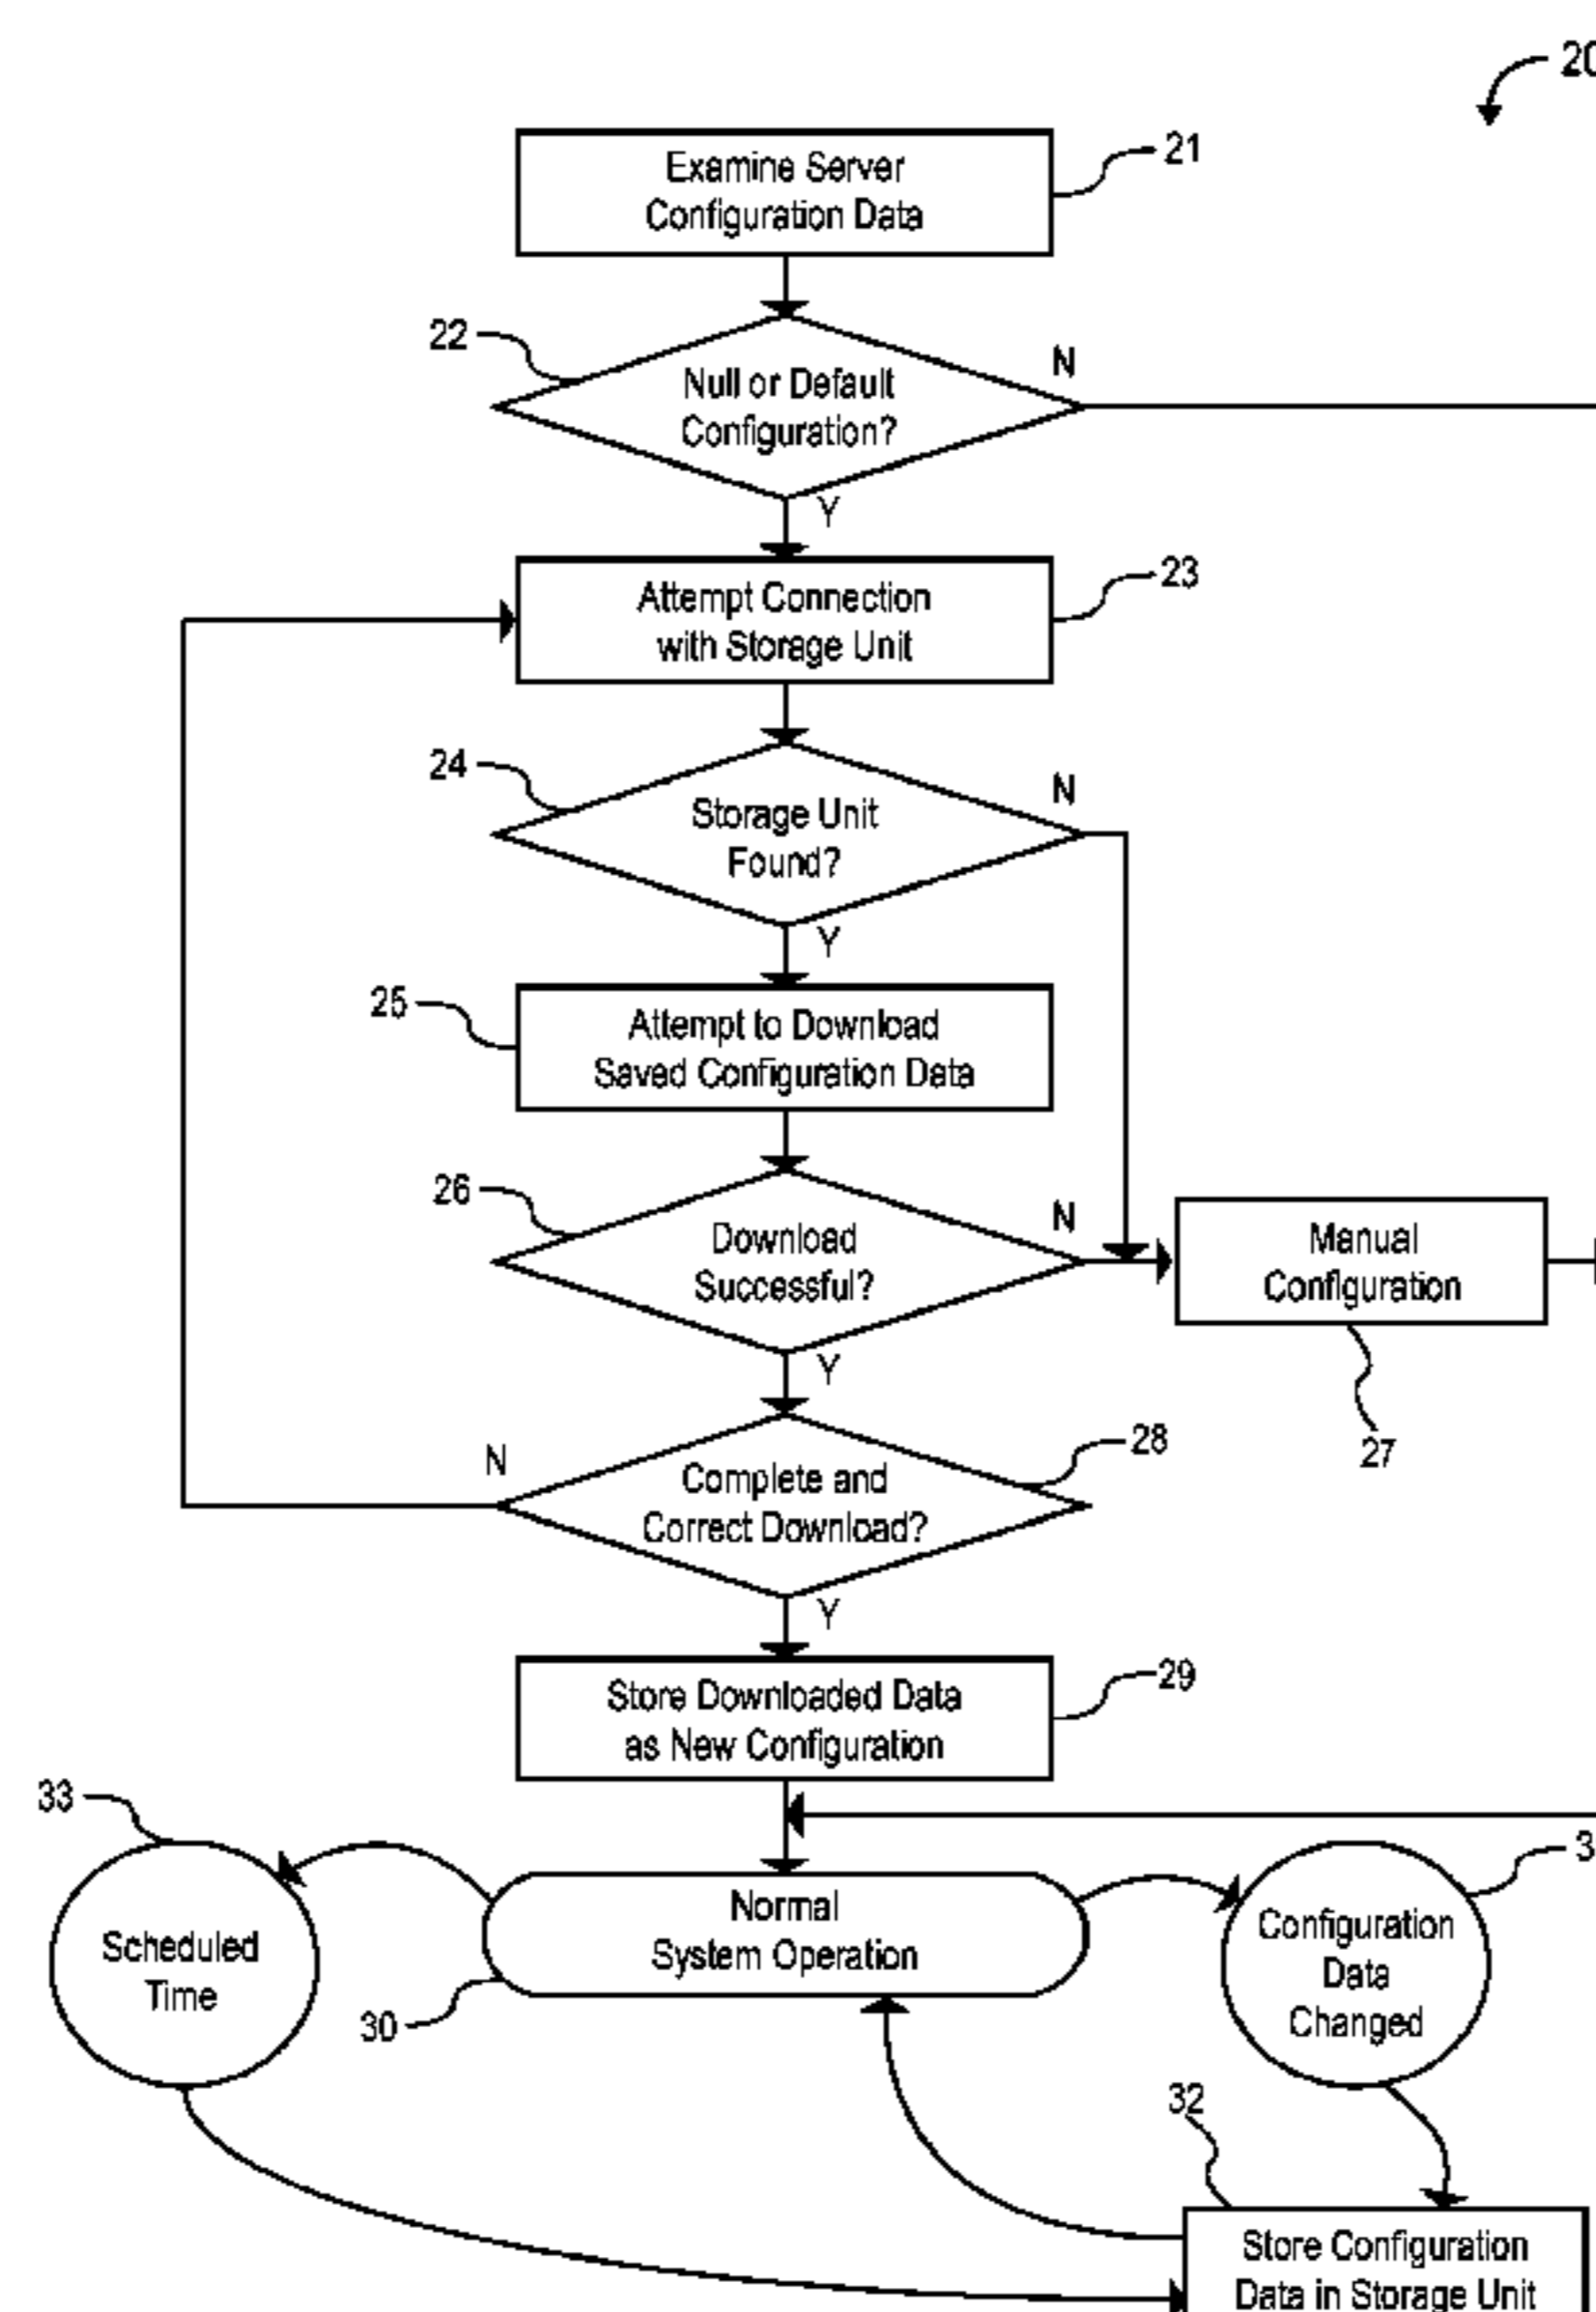 20
Examine Server
Configuration Data
21
22
Null or Default
Configuration?
N
Y
Attempt Connection
with Storage Unit
23
24
Storage Unit
Found?
N
Y
25
Attempt to Download
Saved Configuration Data
26
Download
Successful?
N
Y
Manual
Configuration
27
28
N
Complete and
Correct Download?
Y
Store Downloaded Data
as New Configuration
29
33
Scheduled
Time
Normal
System Operation
30
3
Configuration
Data
Changed
32
Store Configuration
Data in Storage Unit